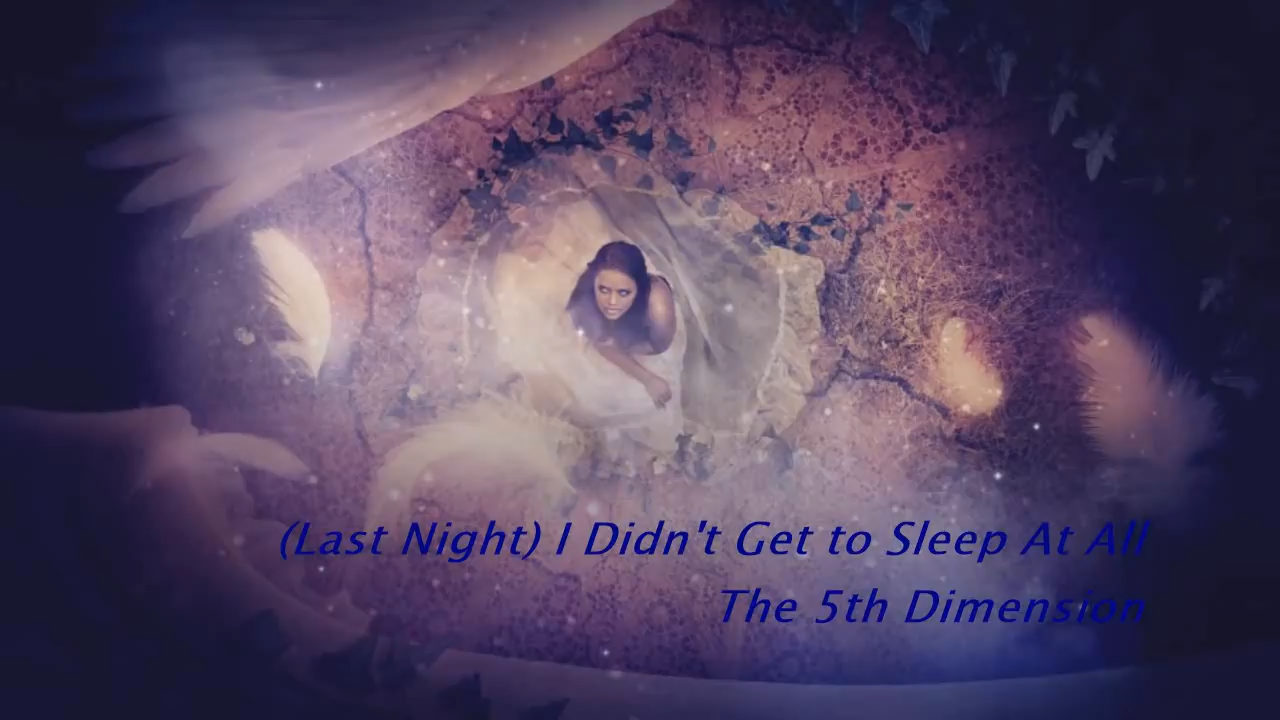 (Last Night) I Didn't Get to Sleep At All
The 5th Dimension